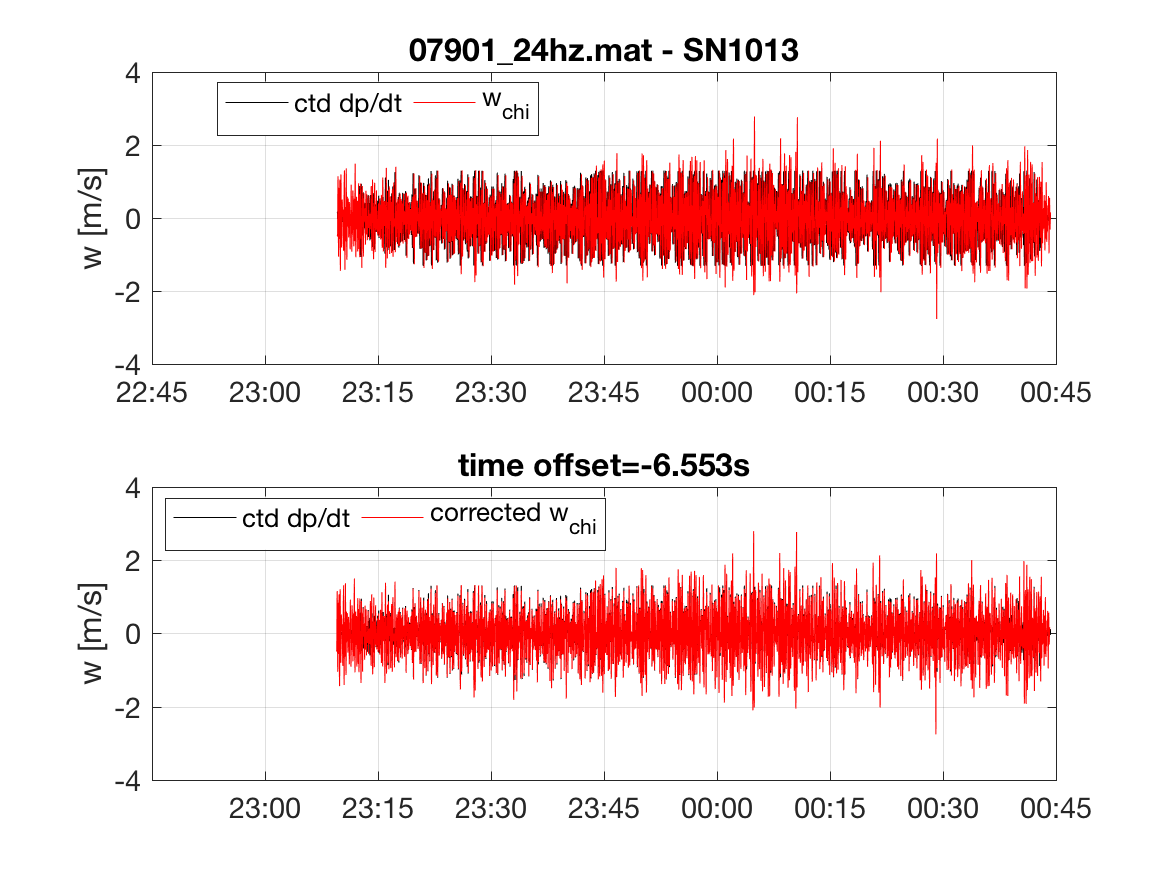 07901_24hz.mat - SN1013
ctd dp/dt w_chi
w [m/s]
4
2
0
-2
-4
22:45 23:00 23:15 23:30 23:45 00:00 00:15 00:30 00:45
time offset=-6.553s
ctd dp/dt corrected w_chi
w [m/s]
4
2
0
-2
-4
23:00 23:15 23:30 23:45 00:00 00:15 00:30 00:45